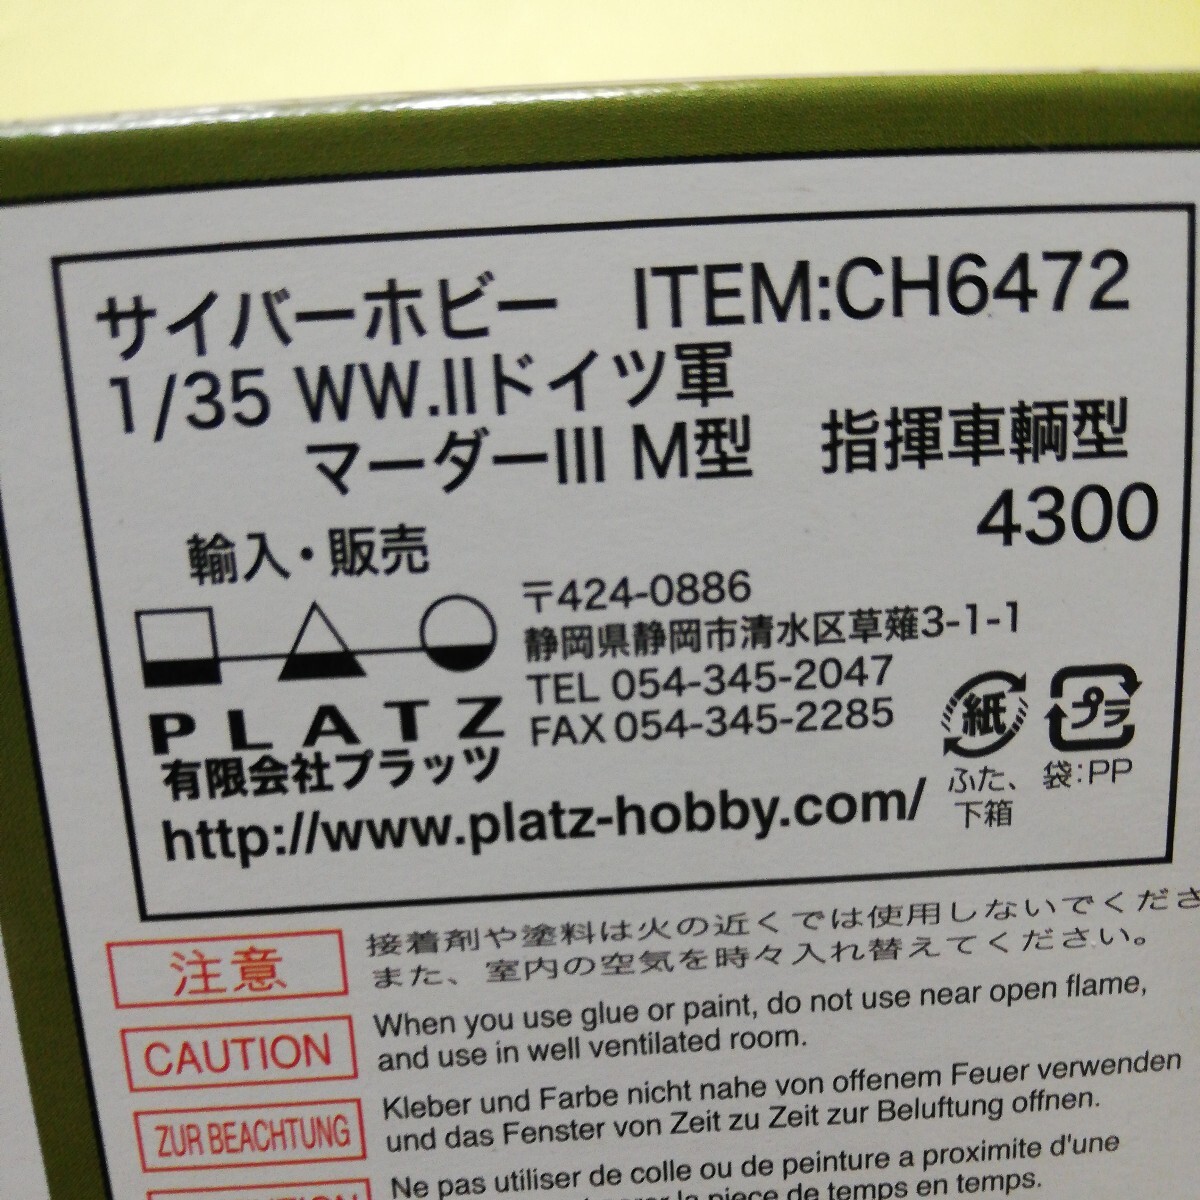 サイバーホビー ITEM:CH6472
1/35 WW.IIドイツ軍
マーダーIII M型 指揮車輌型
4300
輸入・販売
PLATZ
有限会社プラッツ
〒424-0886
静岡県静岡市清水区草薙3-1-1
TEL 054-345-2047
FAX 054-345-2285
紙
ふた、
下箱
プラ
袋:PP
http://www.platz-hobby.com/
注意
接着剤や塗料は火の近くでは使用しないでくださ
また、室内の空気を時々入れ替えてください。
CAUTION
When you use glue or paint, do not use near open flame,
and use in well ventilated room.
ZUR BEACHTUNG
Kleber und Farbe nicht nahe von offenem Feuer verwenden
und das Fenster von Zeit zu Zeit zur Beluftung offnen.
Ne pas utiliser de colle ou de peinture a proximite d'une
la piece de temps en temps.